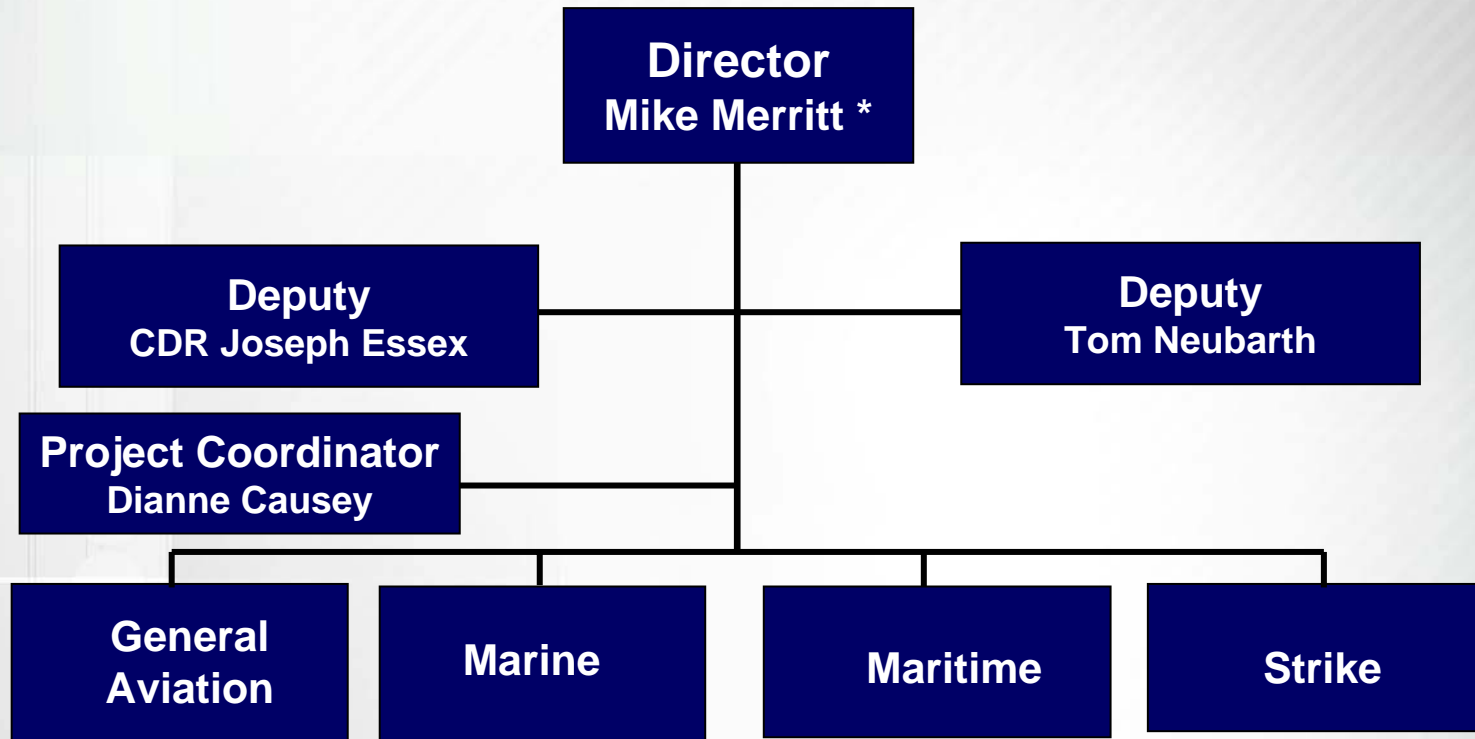 Director
Mike Merritt *
Deputy
CDR Joseph Essex
Deputy
Tom Neubarth
Project Coordinator
Dianne Causey
General
Aviation
Marine
Maritime
Strike